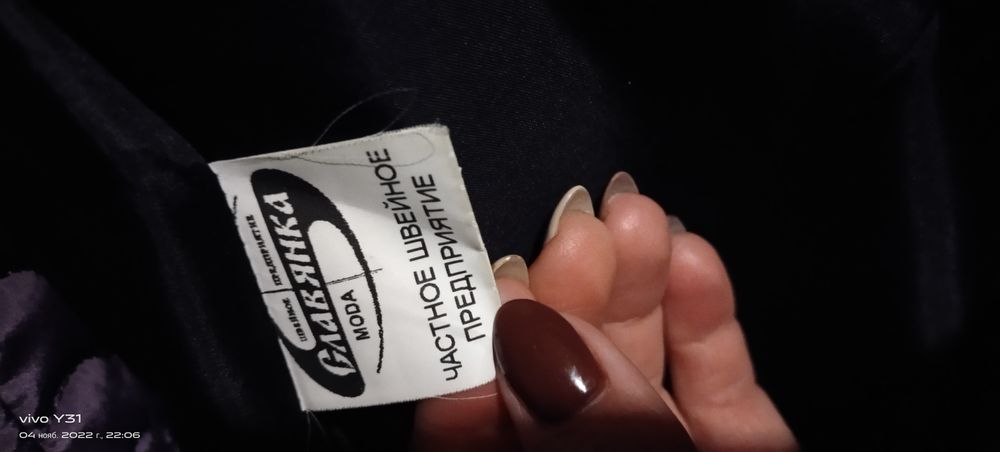 ШВЕЙНОЕ ПРЕДПРИЯТИЕ
СЛАВЯНКА
MODA
ЧАСТНОЕ ШВЕЙНОЕ
ПРЕДПРИЯТИЕ
vivo Y31
04 нояб. 2022 г., 22:06